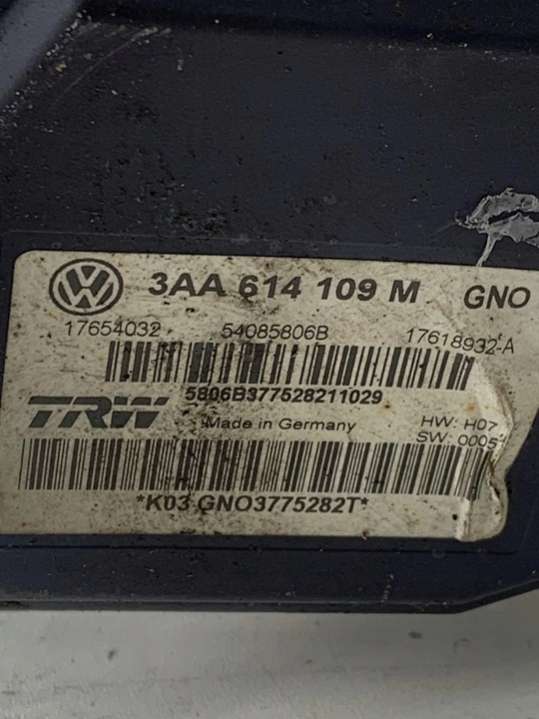 3AA 614 109 M GNO
17654032 54085806B 17618932-A
5806B377528211029
TRW Made in Germany HW: H07
SW: 0005
*K03 GNO3775282T*